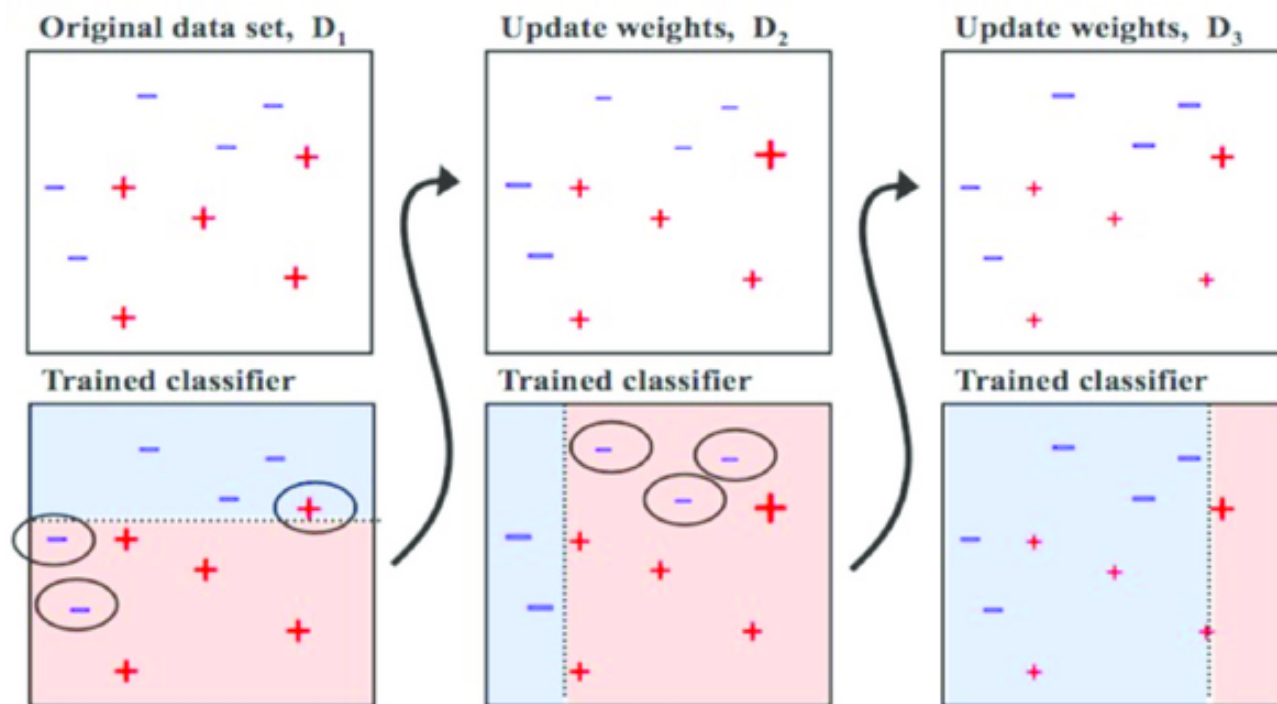 Original data set, D₁
Update weights, D₂
Update weights, D₃
Trained classifier
Trained classifier
Trained classifier